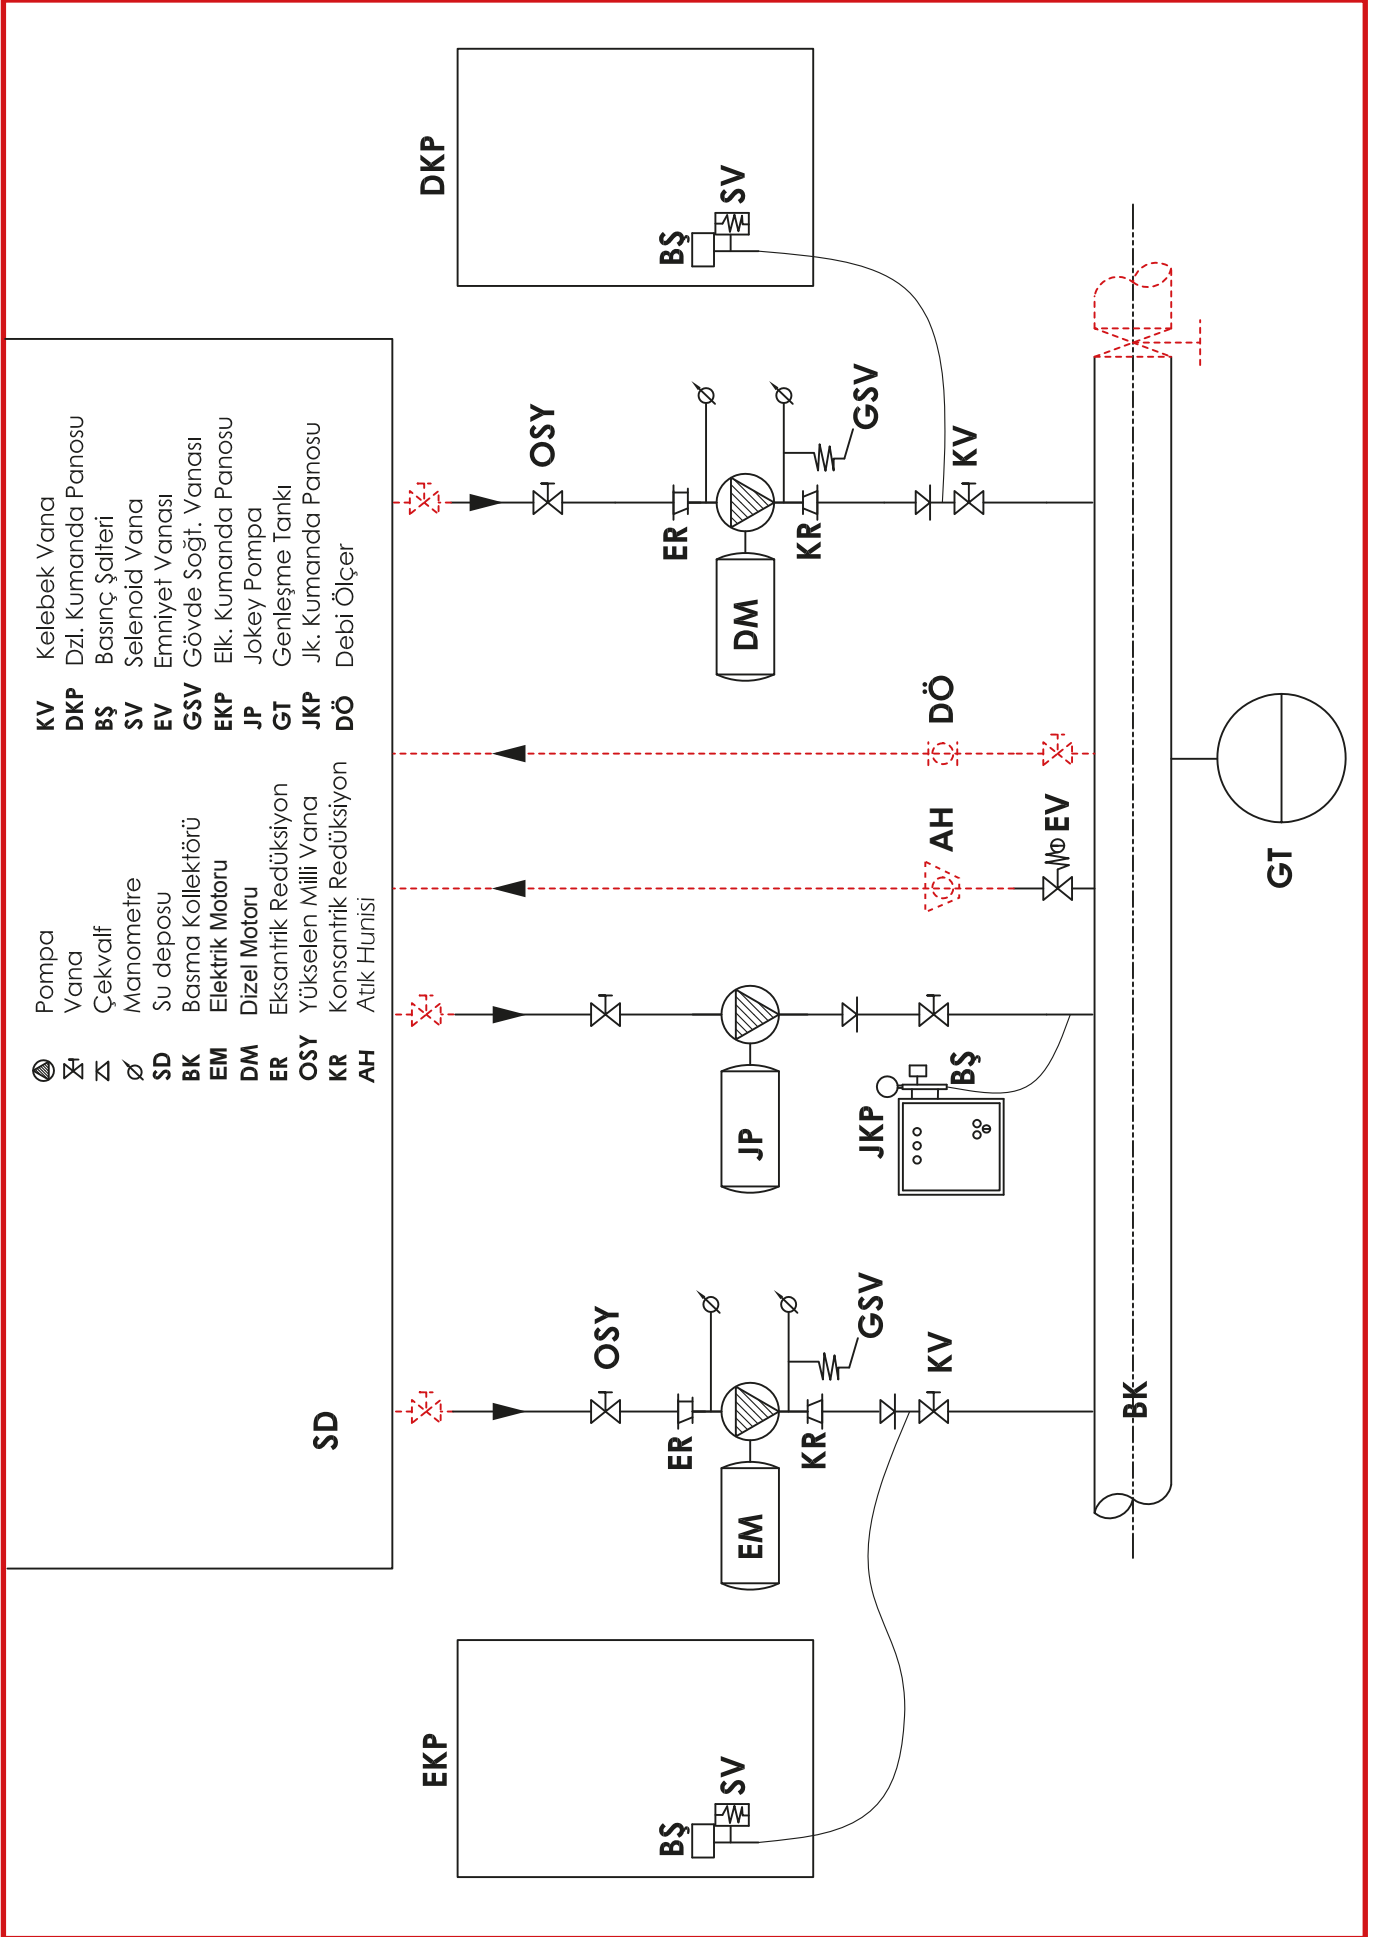 Pompa
Vana
Çekvalf
Manometre
SD Su deposu
BK Basma Kollektörü
EM Elektrik Motoru
DM Dizel Motoru
ER Eksantrik Redüksiyon
OSY Yükselen Milli Vana
KR Konsantrik Redüksiyon
AH Atık Hunisi
KV Kelebek Vana
DKP Dzl. Kumanda Panosu
BŞ Basınç Şalteri
SV Selenoid Vana
EV Emniyet Vanası
GSV Gövde Soğt. Vanası
EKP Elk. Kumanda Panosu
JP Jokey Pompa
GT Genleşme Tankı
JKP Jk. Kumanda Panosu
DÖ Debi Ölçer
SD
EKP
DKP
OSY
OSY
BŞ
SV
ER
EM
KR
GSV
KV
JP
JKP
BŞ
AH
EV
DÖ
ER
DM
KR
GSV
KV
BŞ
SV
BK
GT